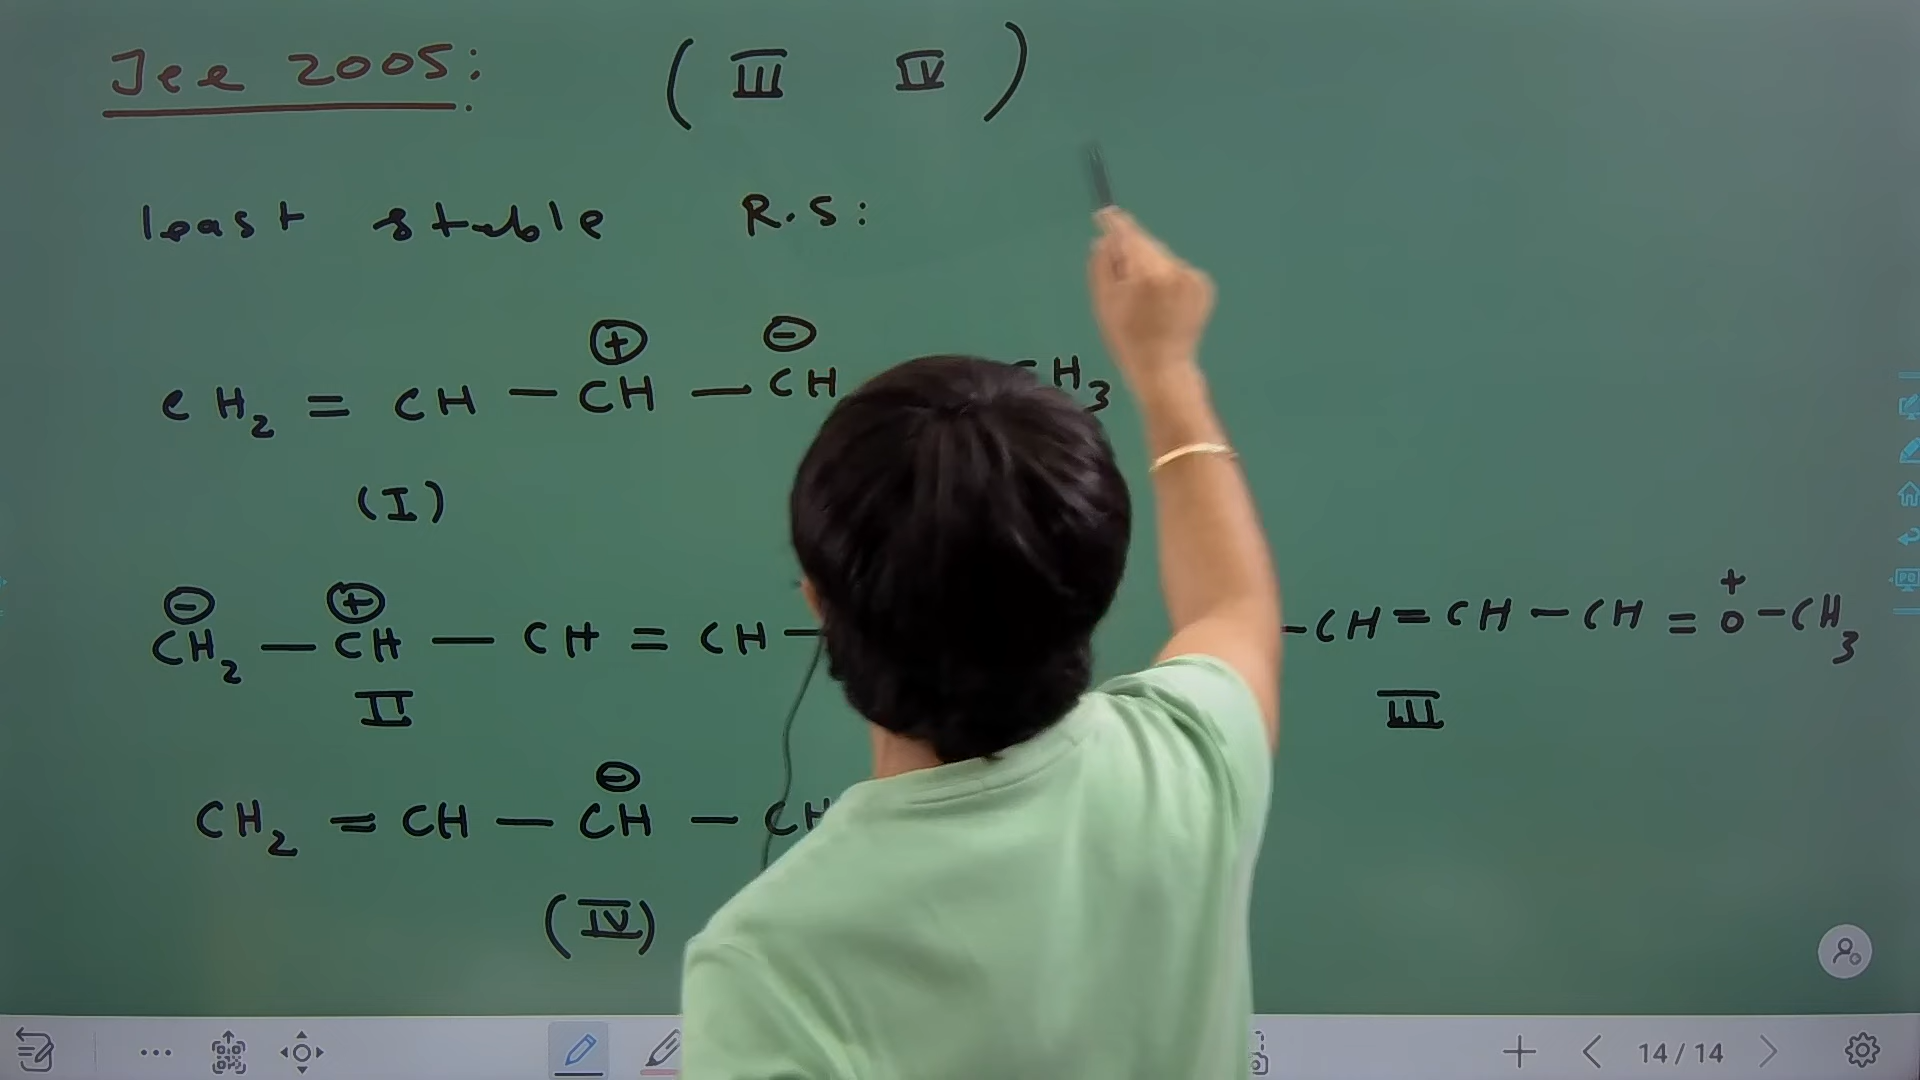 Jee 2005: ( III IV )
least stable R.S:
⊕ ⊖
CH2 = CH — CH — CH H3
(I)
⊖ ⊕ +
CH2 — CH — CH = CH — –CH = CH – CH = O – CH3
II III
⊖
CH2 = CH — CH — CH
(IV)
14 / 14